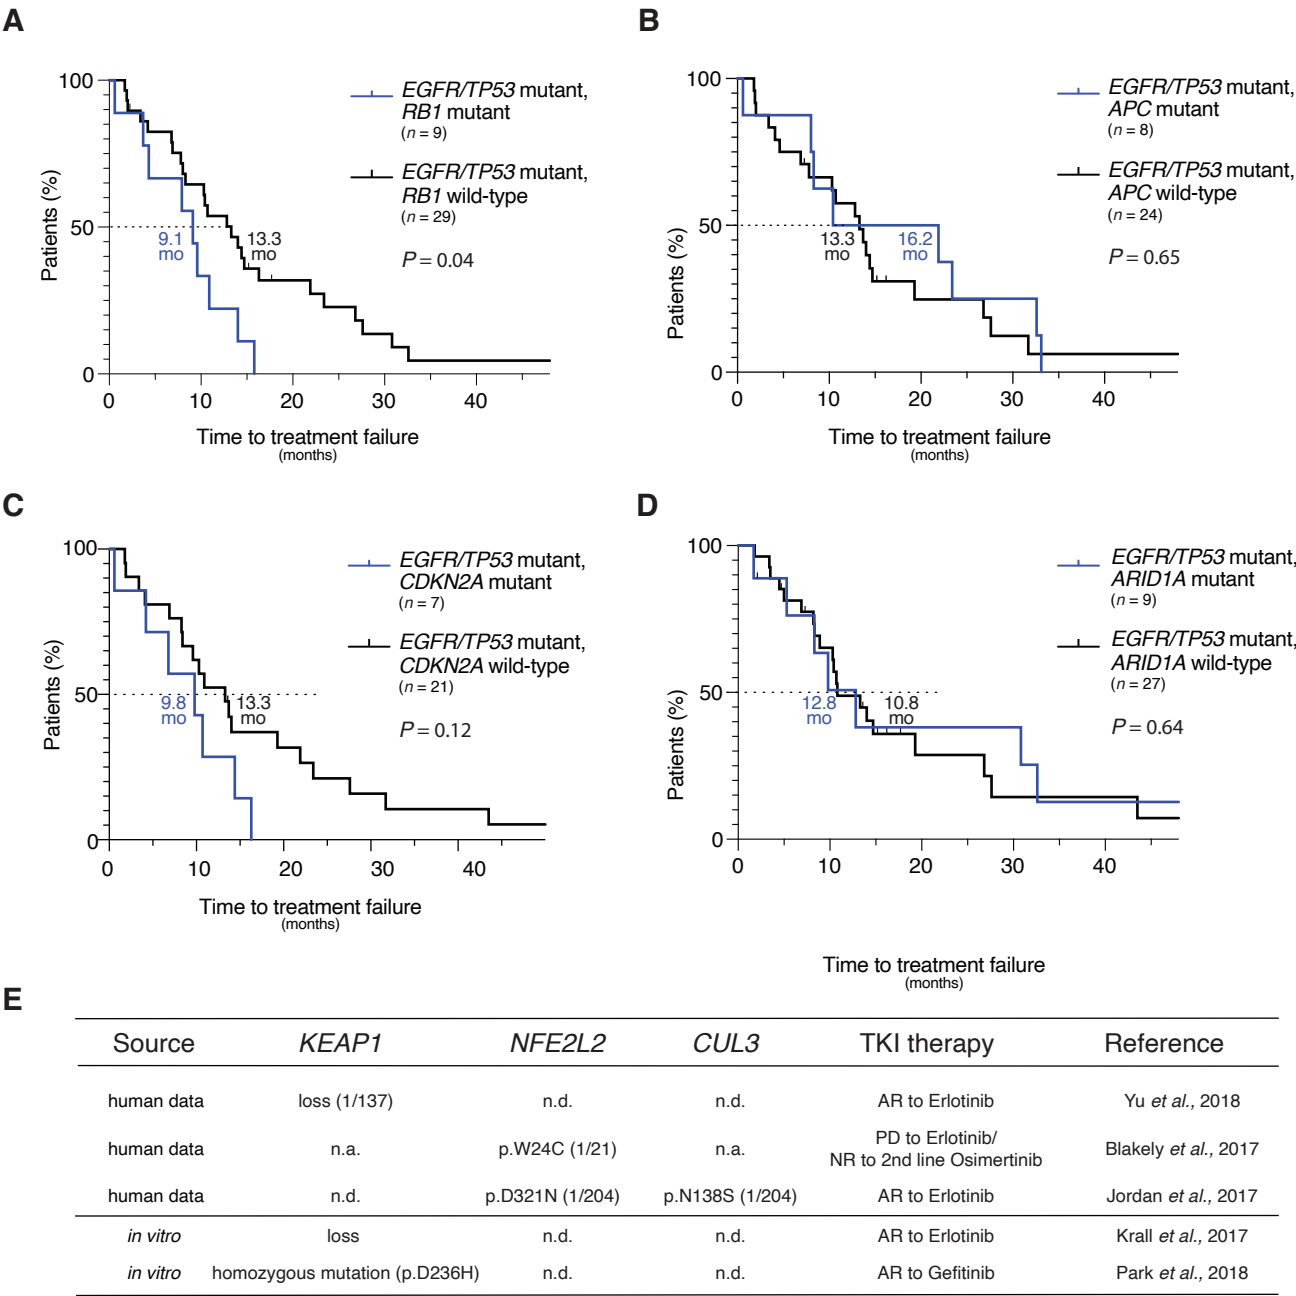 A
100
50
0
Patients (%)
0 10 20 30 40
Time to treatment failure
(months)
9.1
mo
13.3
mo
EGFR/TP53 mutant,
RB1 mutant
(n = 9)
EGFR/TP53 mutant,
RB1 wild-type
(n = 29)
P = 0.04
B
100
50
0
Patients (%)
0 10 20 30 40
Time to treatment failure
(months)
13.3
mo
16.2
mo
EGFR/TP53 mutant,
APC mutant
(n = 8)
EGFR/TP53 mutant,
APC wild-type
(n = 24)
P = 0.65
C
100
50
0
Patients (%)
0 10 20 30 40
Time to treatment failure
(months)
9.8
mo
13.3
mo
EGFR/TP53 mutant,
CDKN2A mutant
(n = 7)
EGFR/TP53 mutant,
CDKN2A wild-type
(n = 21)
P = 0.12
D
100
50
0
Patients (%)
0 10 20 30 40
Time to treatment failure
(months)
12.8
mo
10.8
mo
EGFR/TP53 mutant,
ARID1A mutant
(n = 9)
EGFR/TP53 mutant,
ARID1A wild-type
(n = 27)
P = 0.64
E
Source KEAP1 NFE2L2 CUL3 TKI therapy Reference
human data loss (1/137) n.d. n.d. AR to Erlotinib Yu et al., 2018
human data n.a. p.W24C (1/21) n.a. PD to Erlotinib/ Blakely et al., 2017
NR to 2nd line Osimertinib
human data n.d. p.D321N (1/204) p.N138S (1/204) AR to Erlotinib Jordan et al., 2017
in vitro loss n.d. n.d. AR to Erlotinib Krall et al., 2017
in vitro homozygous mutation (p.D236H) n.d. n.d. AR to Gefitinib Park et al., 2018